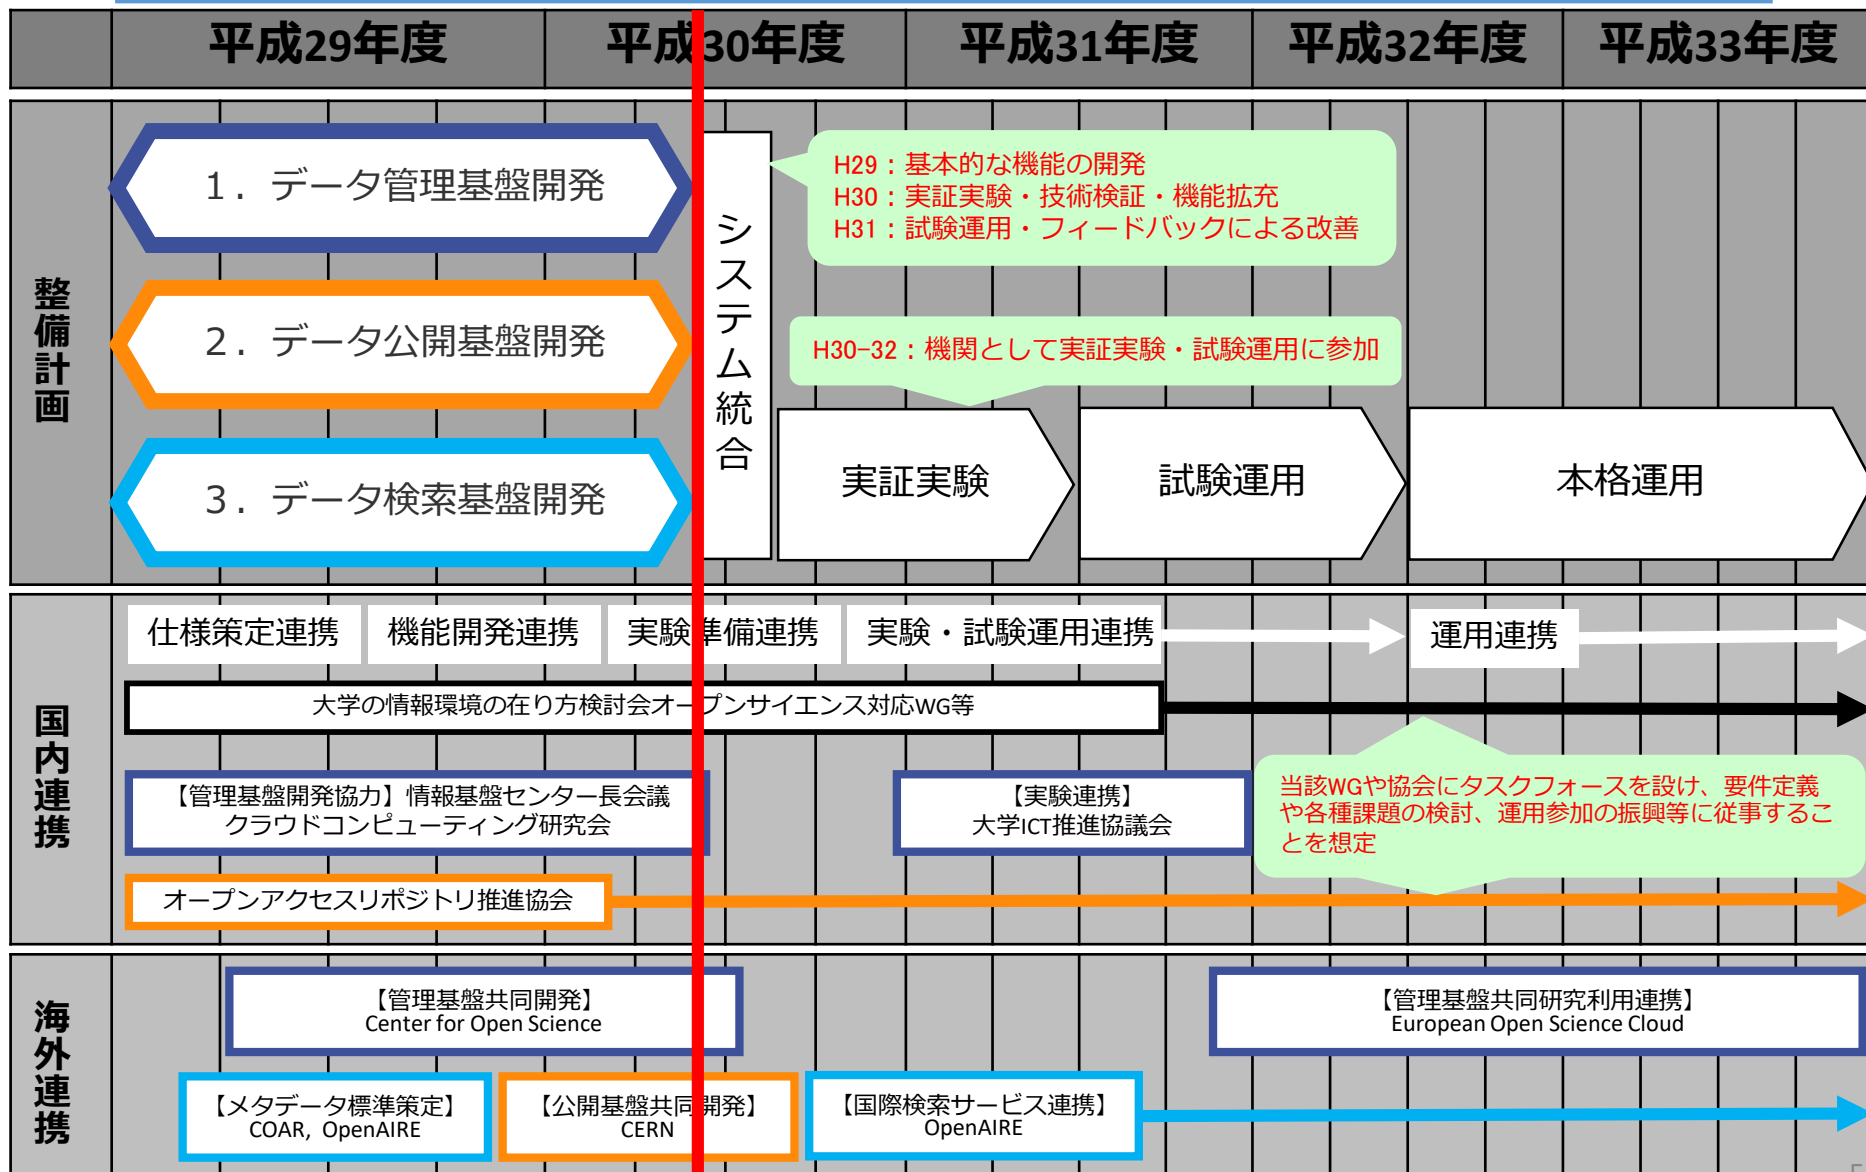 平成29年度
平成30年度
平成31年度
平成32年度
平成33年度
整備計画
1. データ管理基盤開発
2. データ公開基盤開発
3. データ検索基盤開発
システム統合
H29：基本的な機能の開発
H30：実証実験・技術検証・機能拡充
H31：試験運用・フィードバックによる改善
H30-32：機関として実証実験・試験運用に参加
実証実験
試験運用
本格運用
国内連携
仕様策定連携
機能開発連携
実験準備連携
実験・試験運用連携
運用連携
大学の情報環境の在り方検討会オープンサイエンス対応WG等
【管理基盤開発協力】情報基盤センター長会議
クラウドコンピューティング研究会
【実験連携】
大学ICT推進協議会
当該WGや協会にタスクフォースを設け、要件定義
や各種課題の検討、運用参加の振興等に従事するこ
とを想定
オープンアクセスリポジトリ推進協会
海外連携
【管理基盤共同開発】
Center for Open Science
【管理基盤共同研究利用連携】
European Open Science Cloud
【メタデータ標準策定】
COAR, OpenAIRE
【公開基盤共同開発】
CERN
【国際検索サービス連携】
OpenAIRE